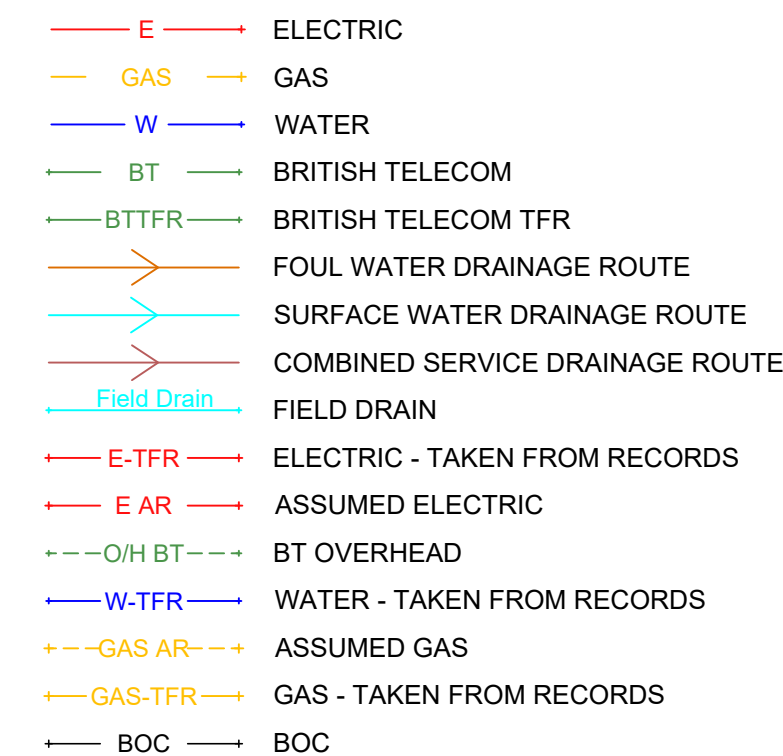 E ELECTRIC
GAS GAS
W WATER
BT BRITISH TELECOM
BTTFR BRITISH TELECOM TFR
FOUL WATER DRAINAGE ROUTE
SURFACE WATER DRAINAGE ROUTE
COMBINED SERVICE DRAINAGE ROUTE
Field Drain FIELD DRAIN
E-TFR ELECTRIC - TAKEN FROM RECORDS
E AR ASSUMED ELECTRIC
O/H BT BT OVERHEAD
W-TFR WATER - TAKEN FROM RECORDS
GAS AR ASSUMED GAS
GAS-TFR GAS - TAKEN FROM RECORDS
BOC BOC